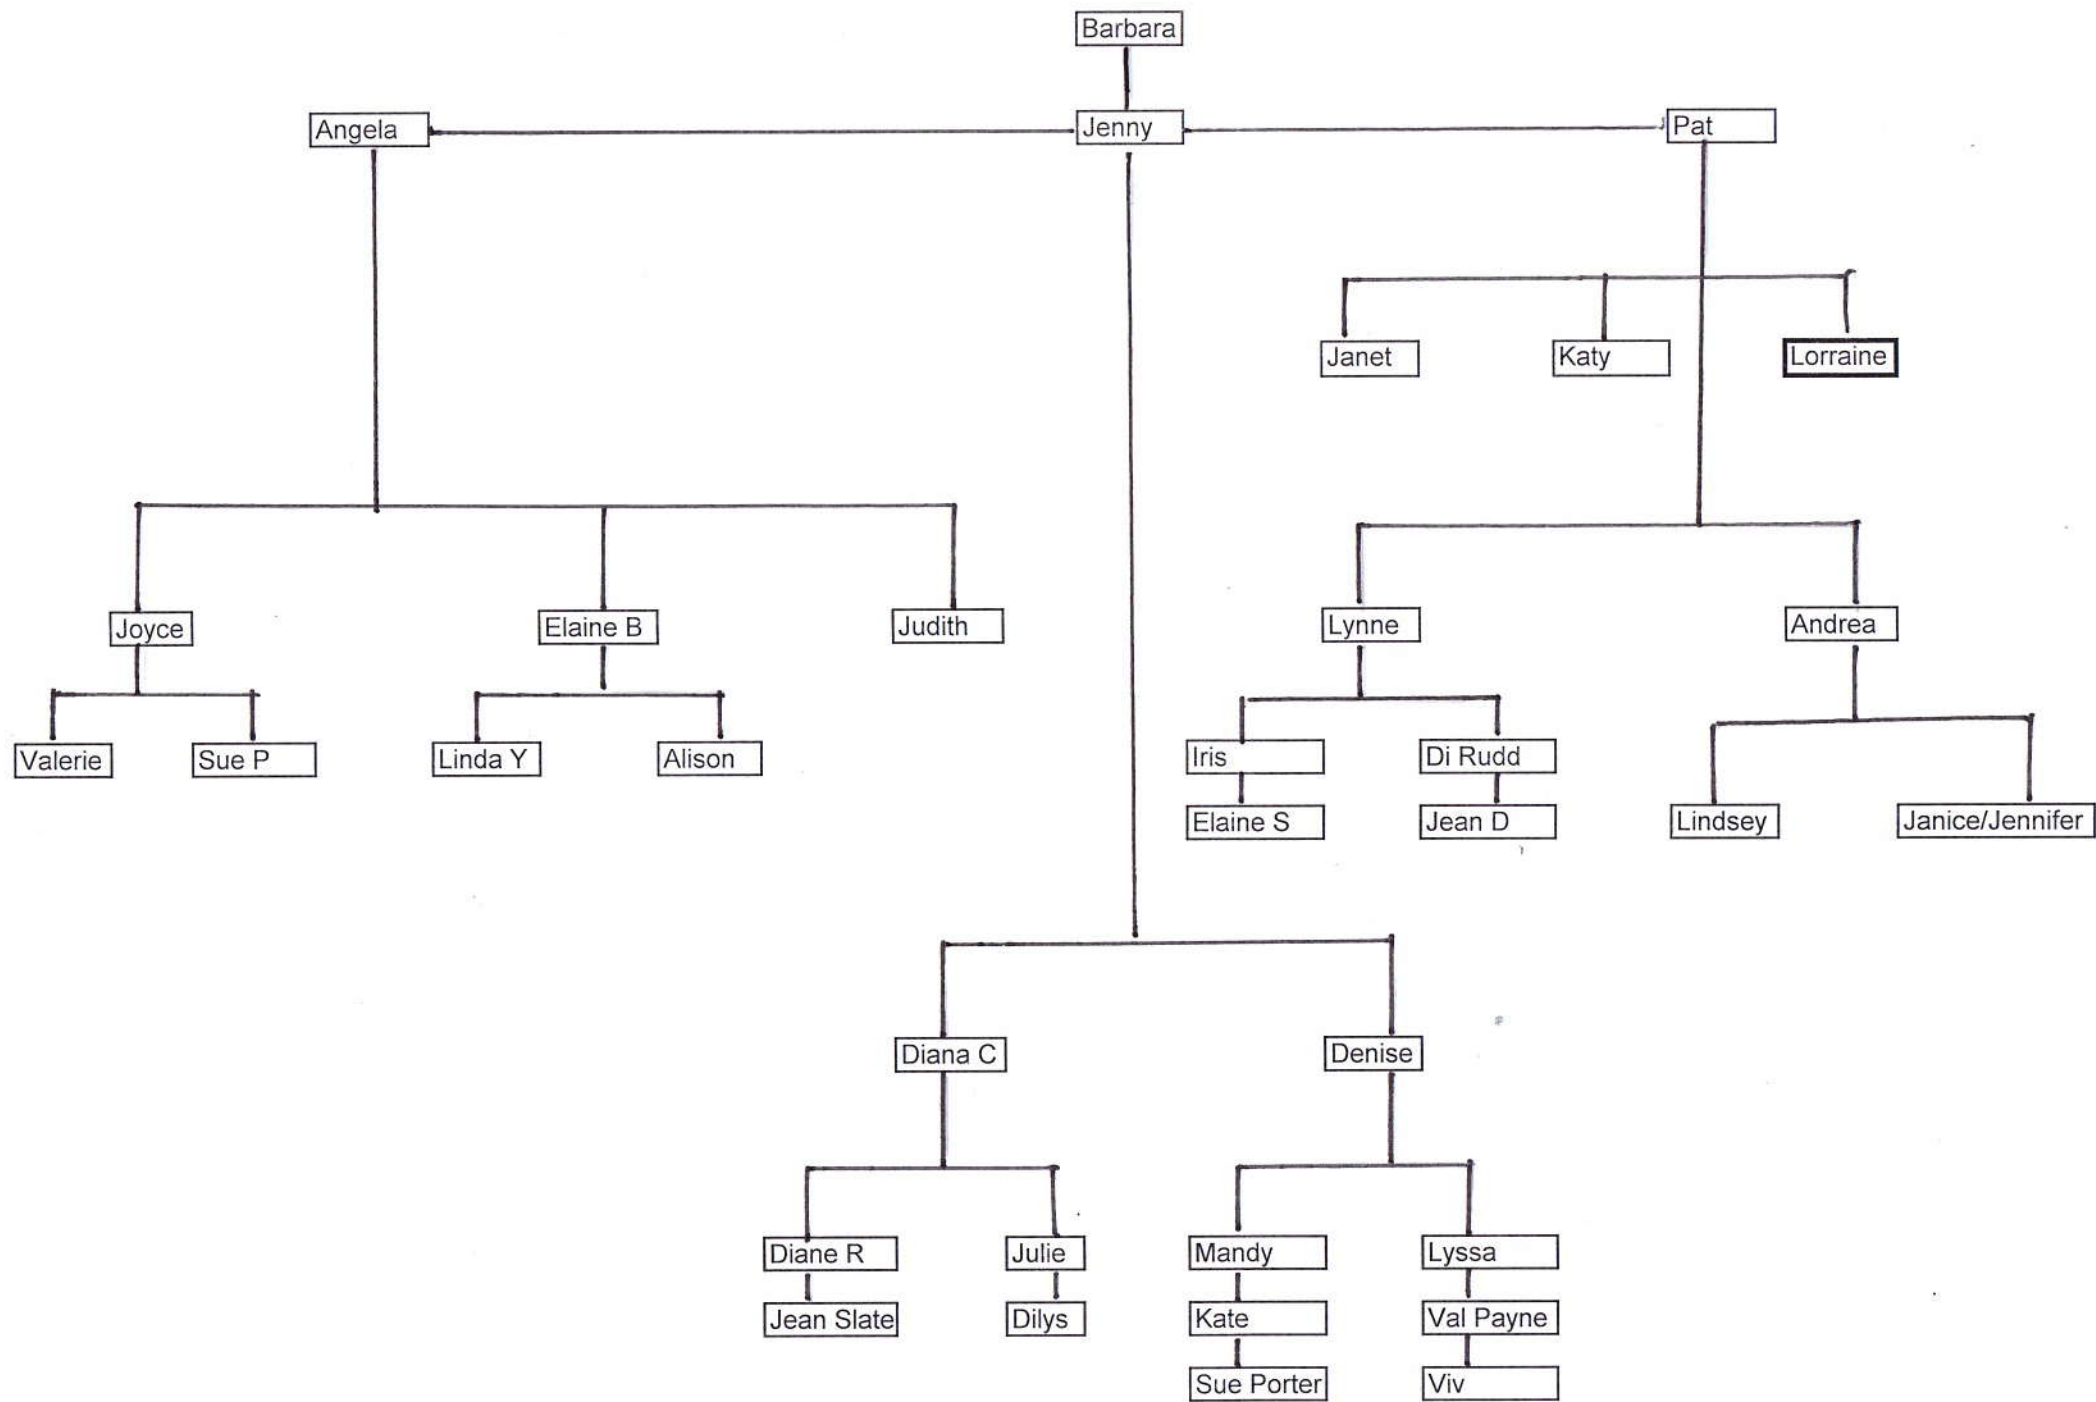 Barbara
Angela
Jenny
Pat
Janet
Katy
Lorraine
Joyce
Elaine B
Judith
Lynne
Andrea
Valerie
Sue P
Linda Y
Alison
Iris
Di Rudd
Elaine S
Jean D
Lindsey
Janice/Jennifer
Diana C
Denise
Diane R
Julie
Mandy
Lyssa
Jean Slate
Dilys
Kate
Val Payne
Sue Porter
Viv